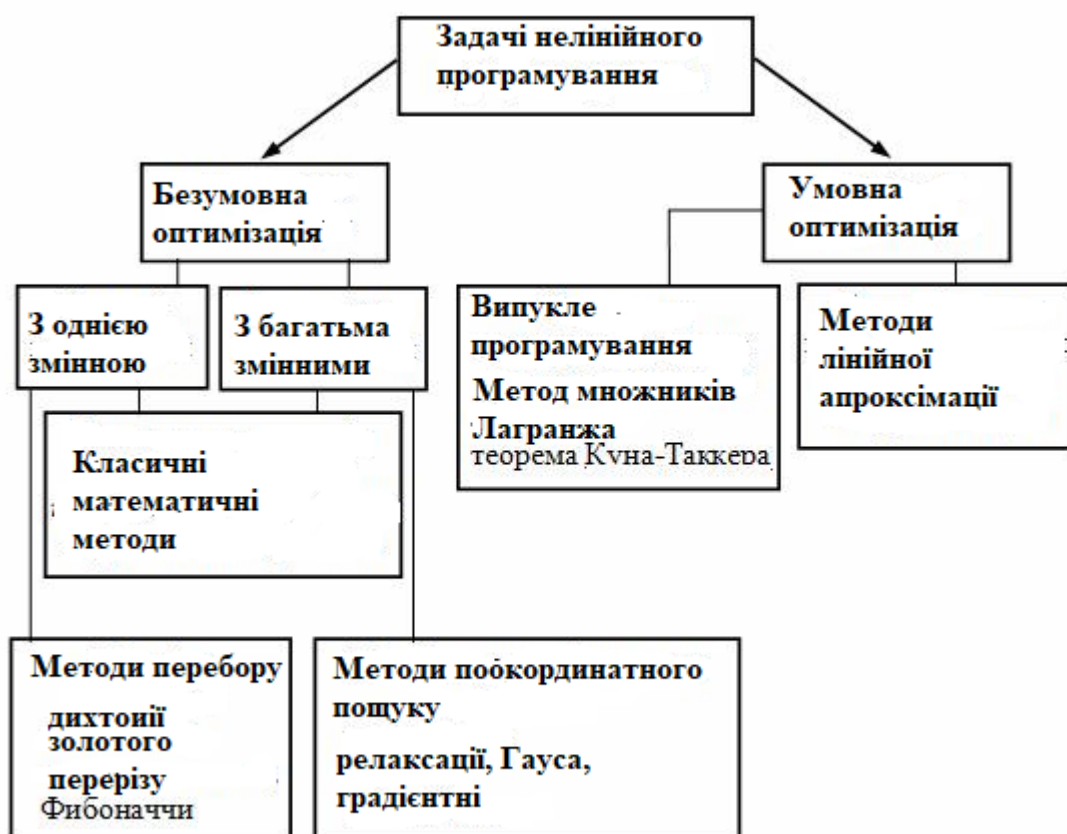 Задачі нелінійного
програмування
Безумовна
оптимізація
Умовна
оптимізація
З однією
змінною
З багатьма
змінними
Випукле
програмування
Метод множників
Лагранжа
теорема Куна-Таккера
Методи
лінійної
апроксімації
Класичні
математичні
методи
Методи перебору
дихтоиії
золотого
перерізу
Фибоначчи
Методи поокординатного
пощуку
релаксації, Гауса,
градієнтні